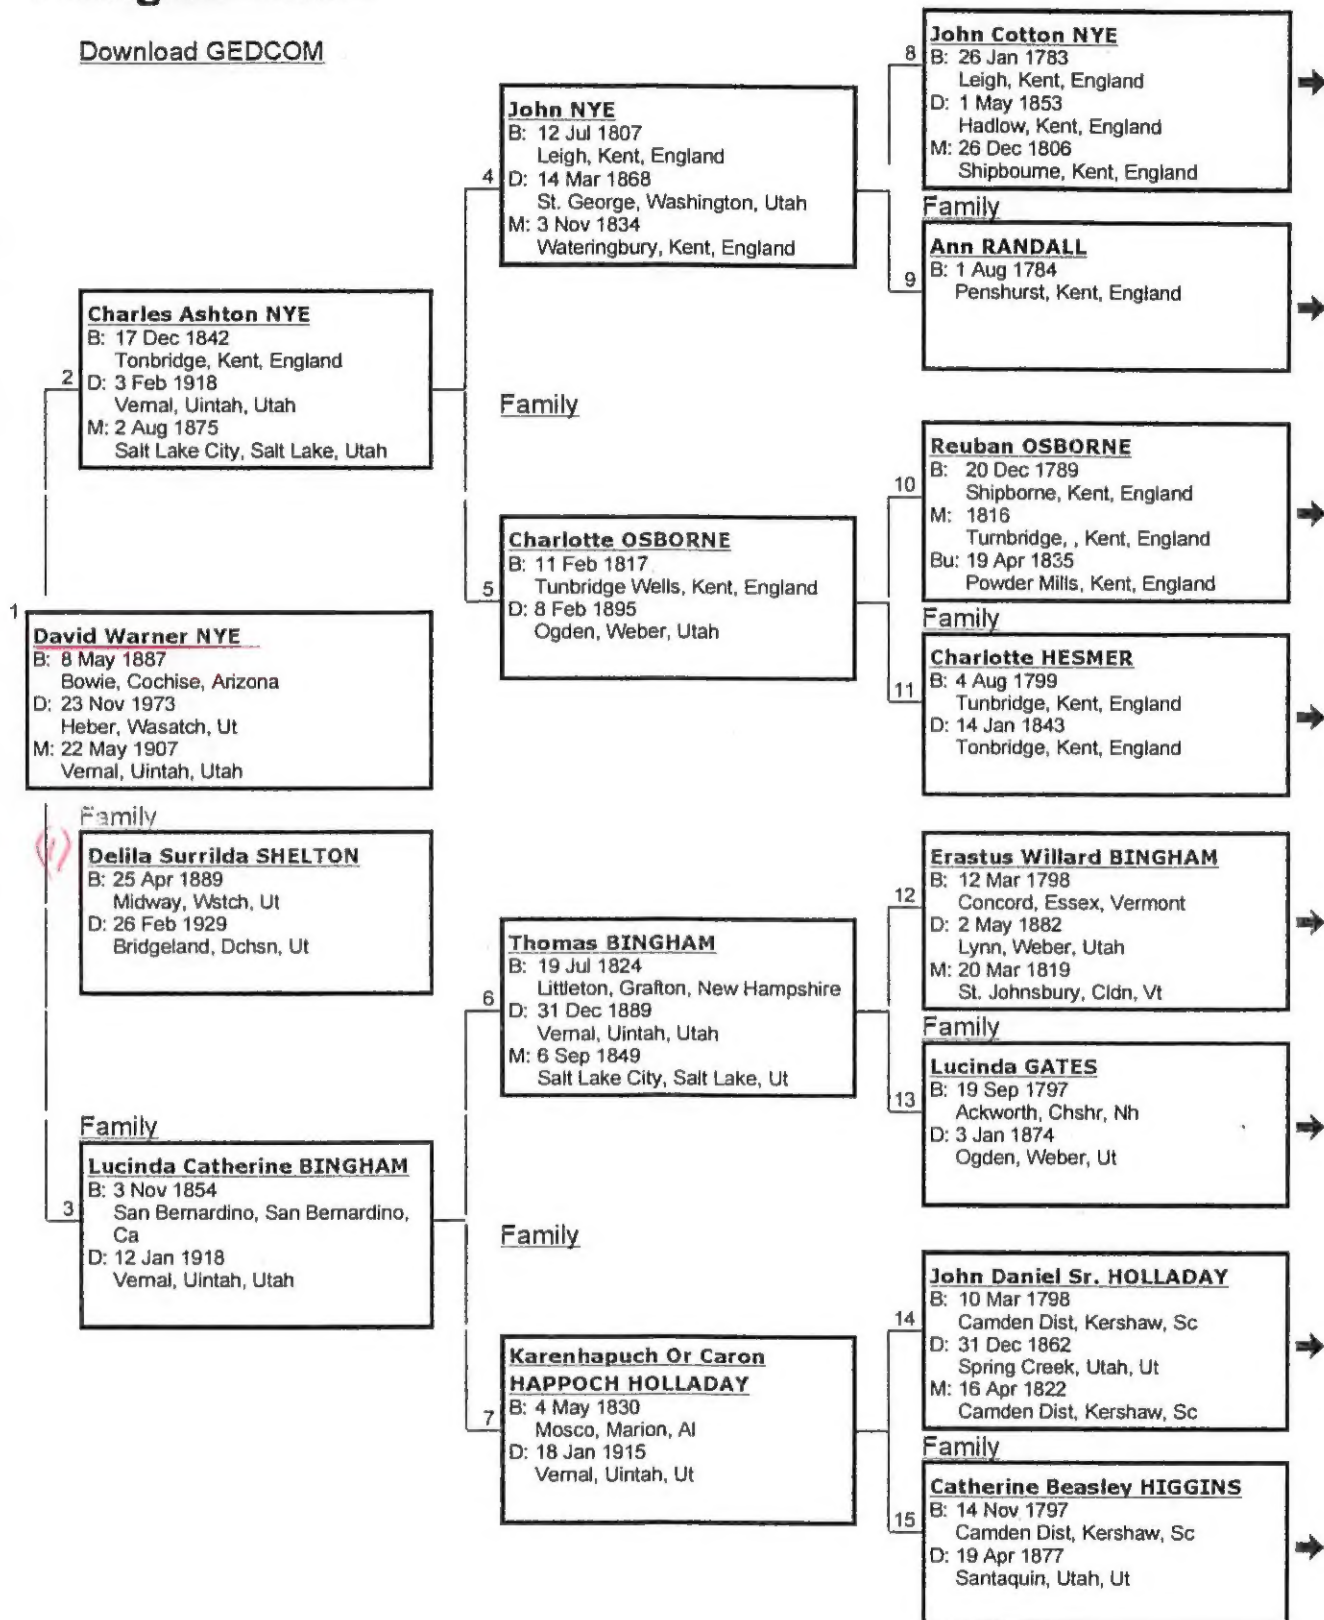 Download GEDCOM
1
David Warner NYE
B: 8 May 1887
Bowie, Cochise, Arizona
D: 23 Nov 1973
Heber, Wasatch, Ut
M: 22 May 1907
Vernal, Uintah, Utah
Family
(1)
Delila Surrilda SHELTON
B: 25 Apr 1889
Midway, Wstch, Ut
D: 26 Feb 1929
Bridgeland, Dchsn, Ut
2
Charles Ashton NYE
B: 17 Dec 1842
Tonbridge, Kent, England
D: 3 Feb 1918
Vernal, Uintah, Utah
M: 2 Aug 1875
Salt Lake City, Salt Lake, Utah
Family
3
Lucinda Catherine BINGHAM
B: 3 Nov 1854
San Bernardino, San Bernardino,
Ca
D: 12 Jan 1918
Vernal, Uintah, Utah
4
John NYE
B: 12 Jul 1807
Leigh, Kent, England
D: 14 Mar 1868
St. George, Washington, Utah
M: 3 Nov 1834
Wateringbury, Kent, England
Family
5
Charlotte OSBORNE
B: 11 Feb 1817
Tunbridge Wells, Kent, England
D: 8 Feb 1895
Ogden, Weber, Utah
6
Thomas BINGHAM
B: 19 Jul 1824
Littleton, Grafton, New Hampshire
D: 31 Dec 1889
Vernal, Uintah, Utah
M: 6 Sep 1849
Salt Lake City, Salt Lake, Ut
Family
7
Karenhapuch Or Caron
HAPPOCH HOLLADAY
B: 4 May 1830
Mosco, Marion, Al
D: 18 Jan 1915
Vernal, Uintah, Ut
8
John Cotton NYE
B: 26 Jan 1783
Leigh, Kent, England
D: 1 May 1853
Hadlow, Kent, England
M: 26 Dec 1806
Shipbourne, Kent, England
Family
9
Ann RANDALL
B: 1 Aug 1784
Penshurst, Kent, England
10
Reuban OSBORNE
B: 20 Dec 1789
Shipborne, Kent, England
M: 1816
Turnbridge, , Kent, England
Bu: 19 Apr 1835
Powder Mills, Kent, England
Family
11
Charlotte HESMER
B: 4 Aug 1799
Tunbridge, Kent, England
D: 14 Jan 1843
Tonbridge, Kent, England
12
Erastus Willard BINGHAM
B: 12 Mar 1798
Concord, Essex, Vermont
D: 2 May 1882
Lynn, Weber, Utah
M: 20 Mar 1819
St. Johnsbury, Cldn, Vt
Family
13
Lucinda GATES
B: 19 Sep 1797
Ackworth, Chshr, Nh
D: 3 Jan 1874
Ogden, Weber, Ut
14
John Daniel Sr. HOLLADAY
B: 10 Mar 1798
Camden Dist, Kershaw, Sc
D: 31 Dec 1862
Spring Creek, Utah, Ut
M: 16 Apr 1822
Camden Dist, Kershaw, Sc
Family
15
Catherine Beasley HIGGINS
B: 14 Nov 1797
Camden Dist, Kershaw, Sc
D: 19 Apr 1877
Santaquin, Utah, Ut